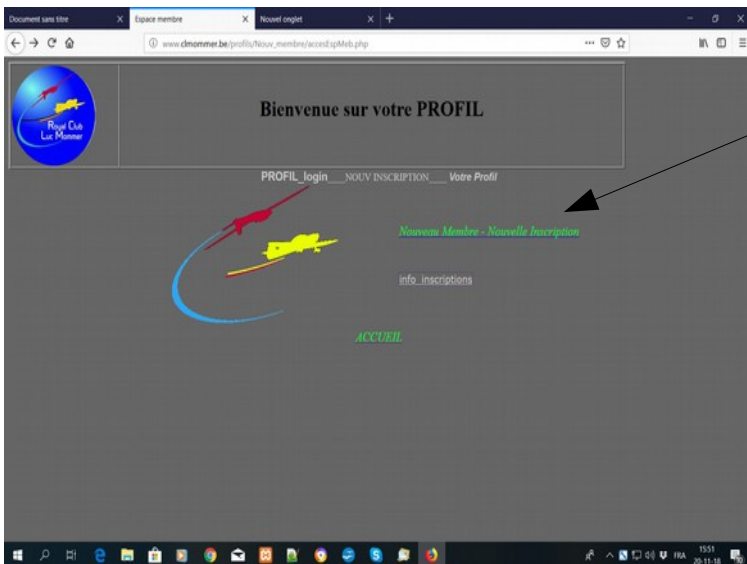 Document sans titre
Espace membre
Nouvel onglet
www.clmommer.be/profils/Nouv_membre/accesEspMeb.php
Royal Club
Luc Mommer
Bienvenue sur votre PROFIL
PROFIL_login___NOUV INSCRIPTION____ Votre Profil
Nouveau Membre - Nouvelle Inscription
info_inscriptions
ACCUEIL
FRA
15:51
20-11-18